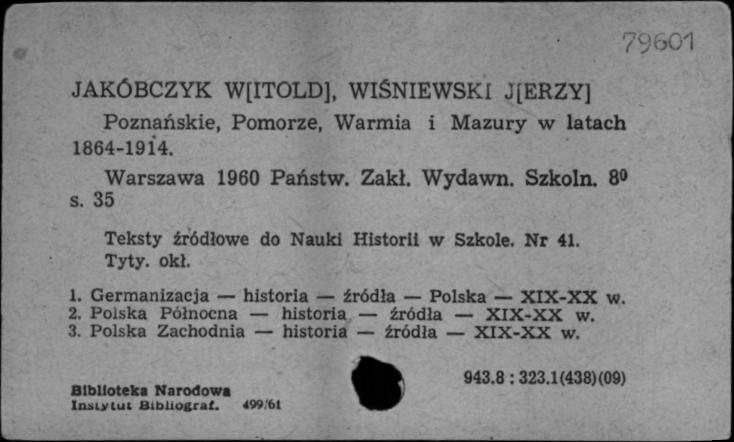 79601
JAKÓBCZYK W[ITOLD], WIŚNIEWSKI J[ERZY]
Poznańskie, Pomorze, Warmia i Mazury w latach
1864-1914.
Warszawa 1960 Państw. Zakł. Wydawn. Szkoln. 8⁰
s. 35
Teksty źródłowe do Nauki Historii w Szkole. Nr 41.
Tyty. okł.
1. Germanizacja — historia — źródła — Polska — XIX-XX w.
2. Polska Północna — historia — źródła — XIX-XX w.
3. Polska Zachodnia — historia — źródła — XIX-XX w.
943.8 : 323.1(438)(09)
Biblioteka Narodowa
Instytut Bibliograf. 499/61